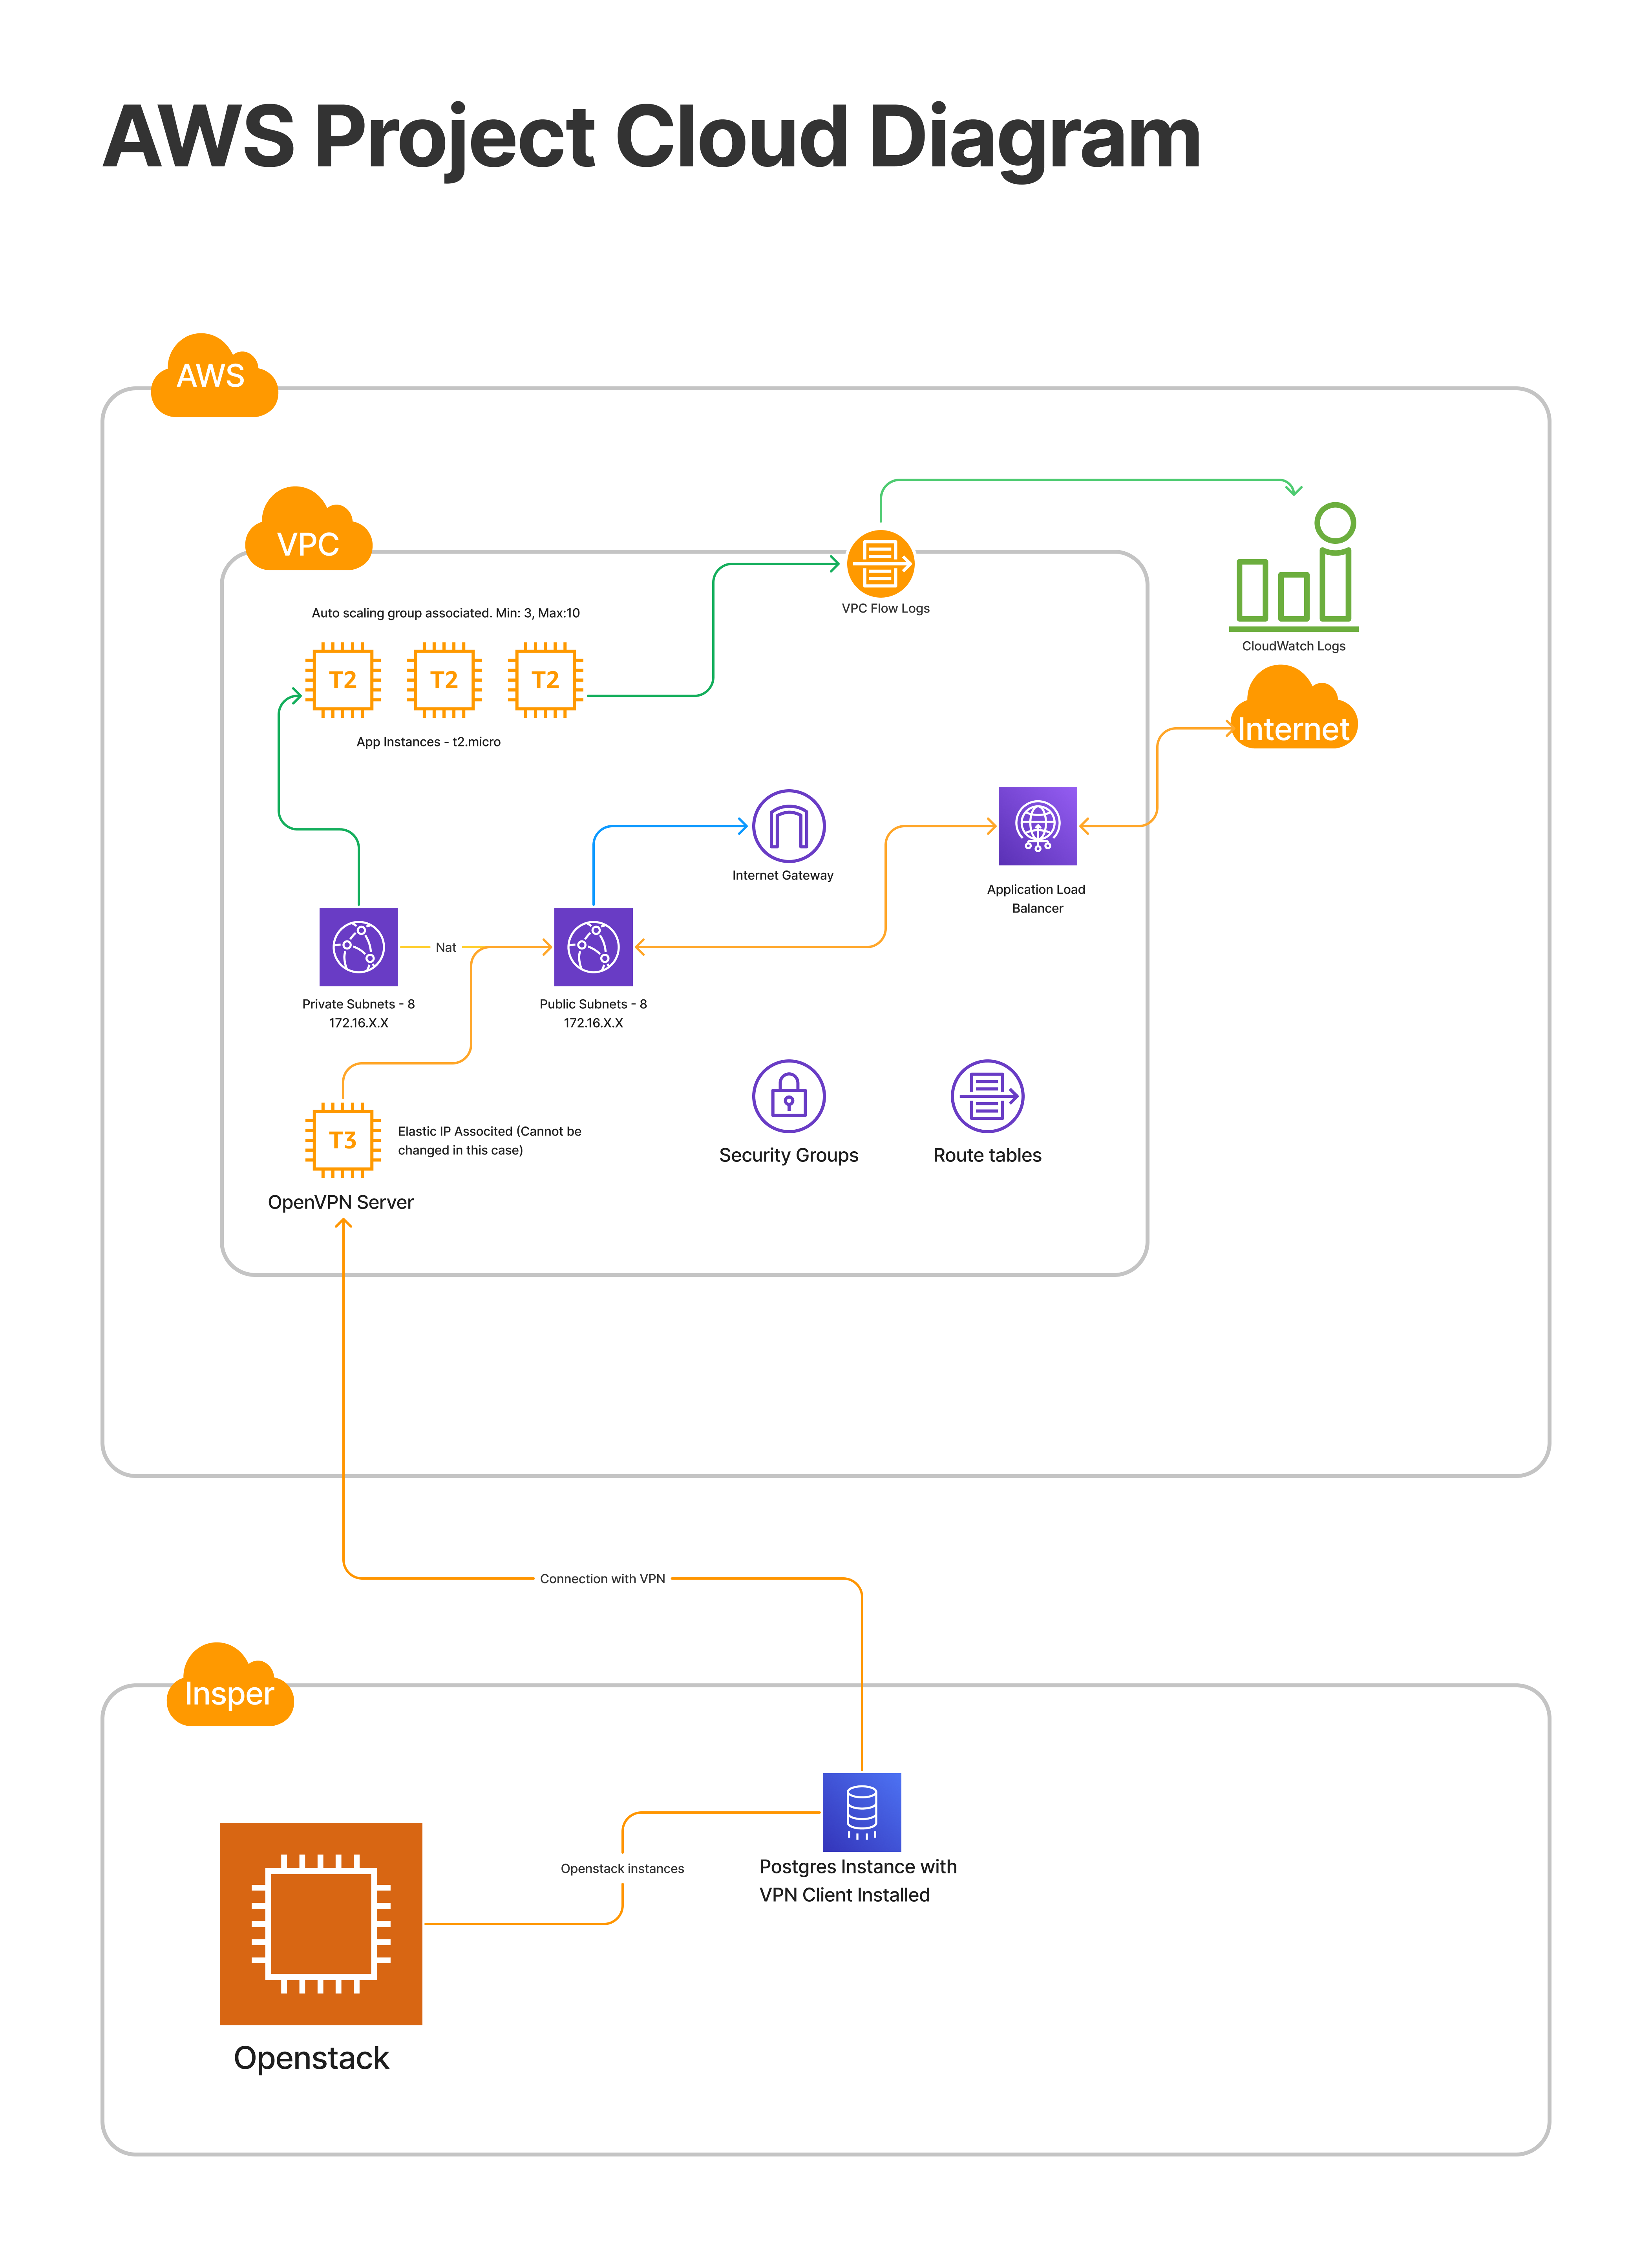 AWS Project Cloud Diagram
AWS
VPC
Auto scaling group associated. Min: 3, Max:10
T2
T2
T2
App Instances - t2.micro
VPC Flow Logs
CloudWatch Logs
Internet
Internet Gateway
Application Load
Balancer
Nat
Private Subnets - 8
172.16.X.X
Public Subnets - 8
172.16.X.X
T3
Elastic IP Associted (Cannot be
changed in this case)
OpenVPN Server
Security Groups
Route tables
Connection with VPN
Insper
Openstack instances
Postgres Instance with
VPN Client Installed
Openstack